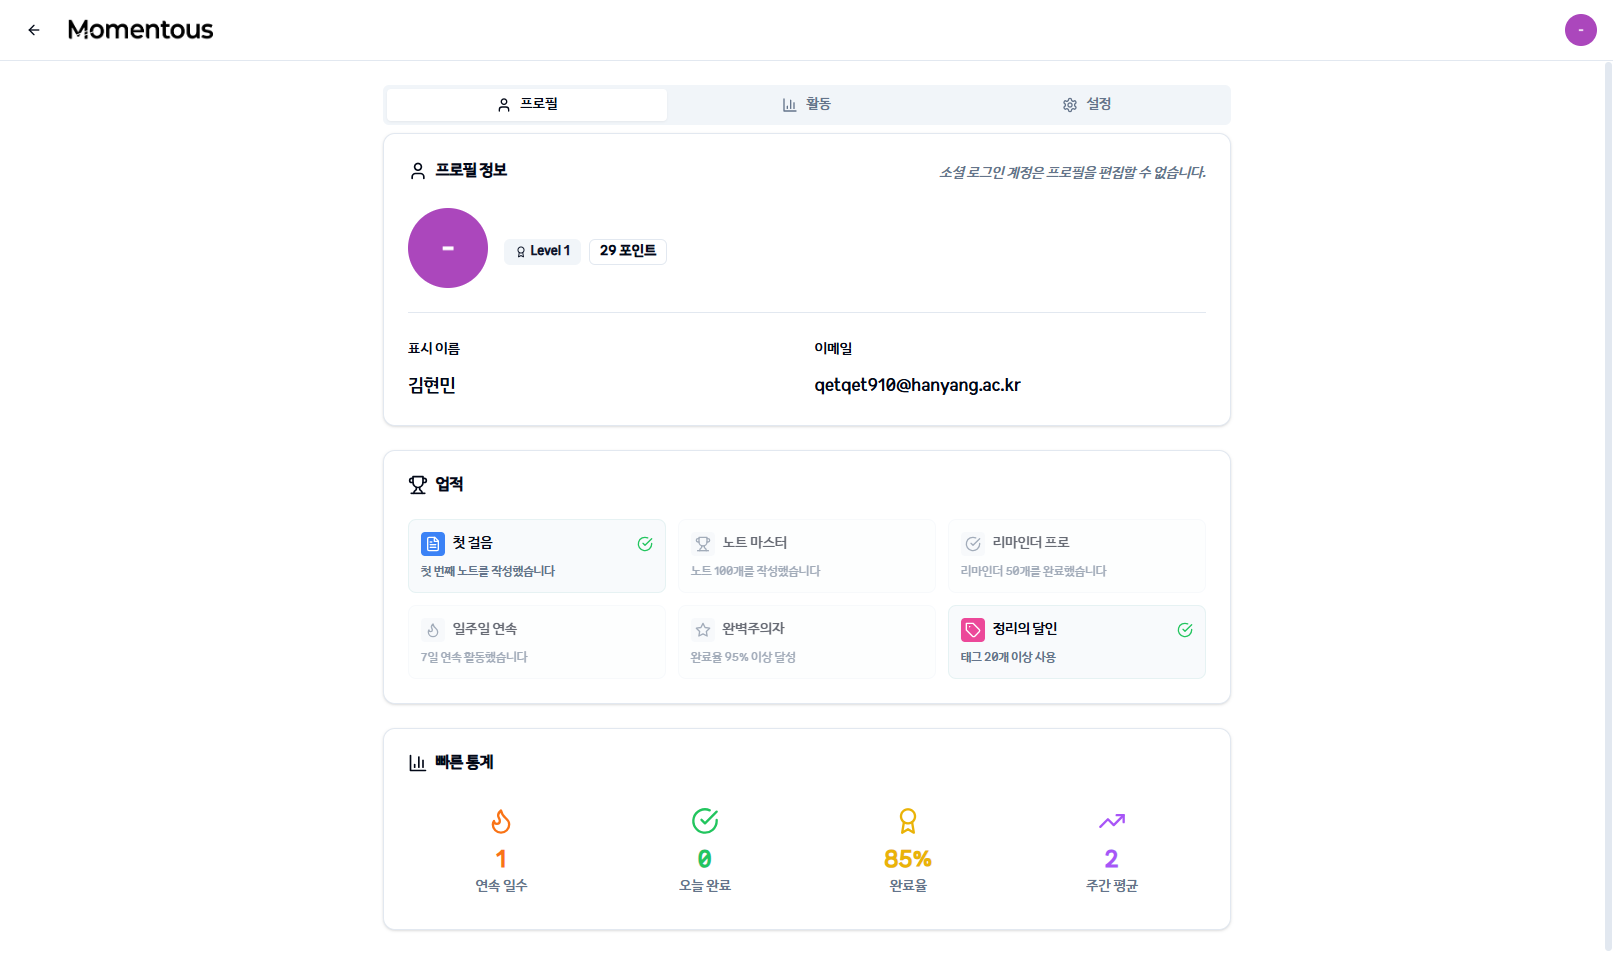 Momentous
-
프로필
활동
설정
프로필 정보
소셜 로그인 계정은 프로필을 편집할 수 없습니다.
-
Level 1
29 포인트
표시 이름
이메일
김현민
qetqet910@hanyang.ac.kr
업적
첫 걸음
첫 번째 노트를 작성했습니다
노트 마스터
노트 100개를 작성했습니다
리마인더 프로
리마인더 50개를 완료했습니다
일주일 연속
7일 연속 활동했습니다
완벽주의자
완료율 95% 이상 달성
정리의 달인
태그 20개 이상 사용
빠른 통계
1
연속 일수
0
오늘 완료
85%
완료율
2
주간 평균